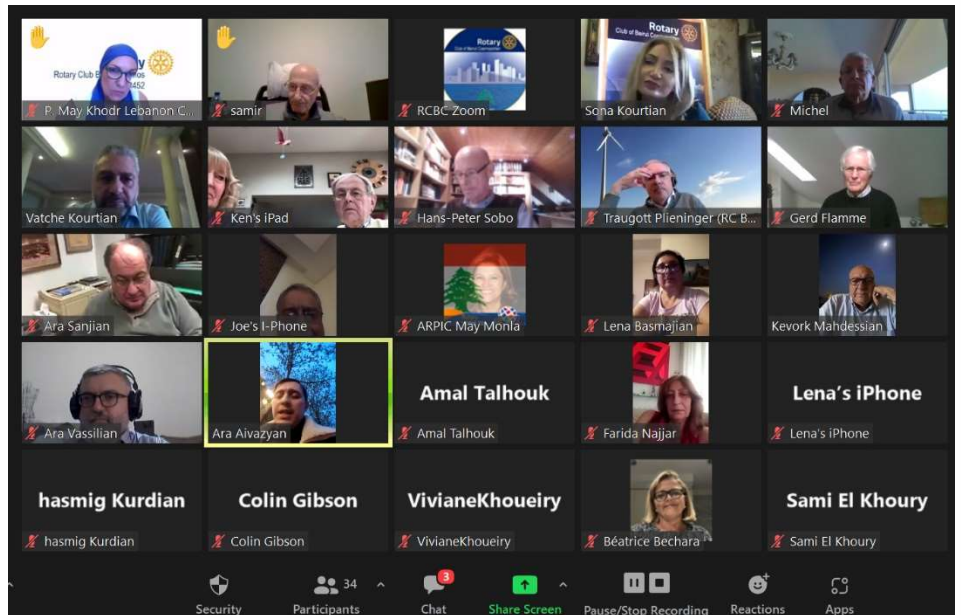 Rotary
Rotary Club B
ros
2452
P. May Khodr Lebanon C...
samir
Rotary
RCBC Zoom
Rotary
Club of Beirut Cosmopolitan
Sona Kourtian
Michel
Vatche Kourtian
Ken's iPad
Hans-Peter Sobo
Traugott Plieninger (RC B...
Gerd Flamme
Ara Sanjian
Joe's I-Phone
ARPIC May Monla
Lena Basmajian
Kevork Mahdessian
Ara Vassilian
Ara Aivazyan
Amal Talhouk
Amal Talhouk
Farida Najjar
Lena's iPhone
Lena's iPhone
hasmig Kurdian
hasmig Kurdian
Colin Gibson
Colin Gibson
VivianeKhoueiry
VivianeKhoueiry
Béatrice Bechara
Sami El Khoury
Sami El Khoury
Security
34
Participants
3
Chat
Share Screen
Pause/Stop Recording
Reactions
Apps